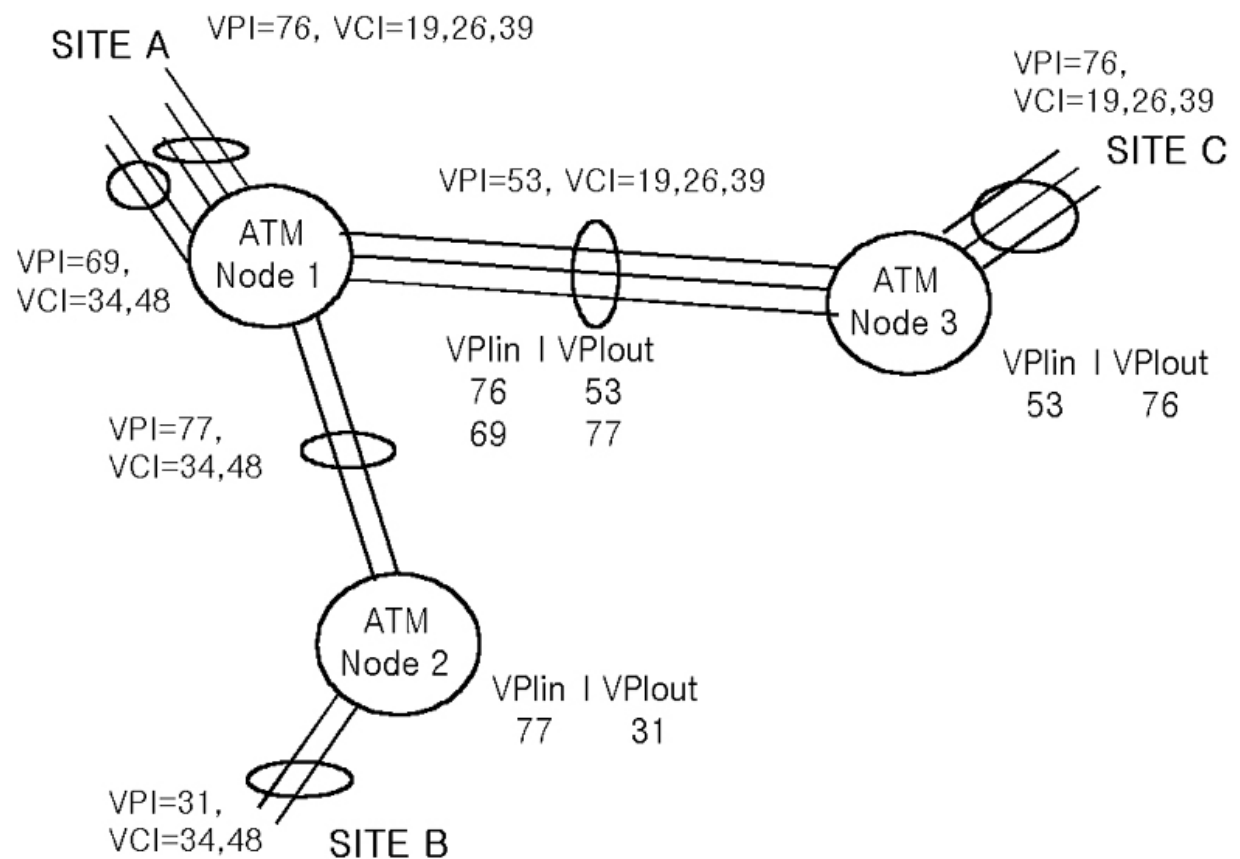 SITE A
VPI=76, VCI=19,26,39
VPI=76,
VCI=19,26,39
SITE C
VPI=53, VCI=19,26,39
ATM
Node 1
VPI=69,
VCI=34,48
ATM
Node 3
VPIin | VPIout
76 53
69 77
VPIin | VPIout
53 76
VPI=77,
VCI=34,48
ATM
Node 2
VPIin | VPIout
77 31
VPI=31,
VCI=34,48
SITE B